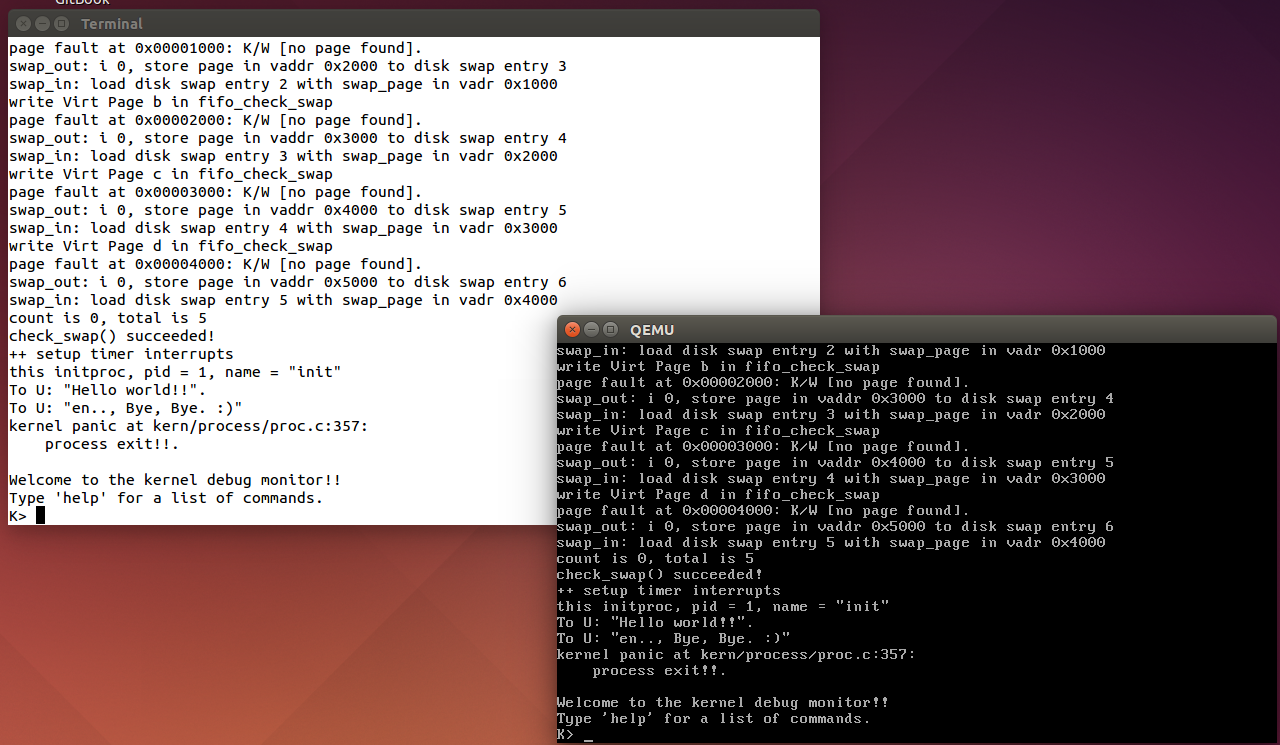 GitBook
Terminal
page fault at 0x00001000: K/W [no page found].
swap_out: i 0, store page in vaddr 0x2000 to disk swap entry 3
swap_in: load disk swap entry 2 with swap_page in vadr 0x1000
write Virt Page b in fifo_check_swap
page fault at 0x00002000: K/W [no page found].
swap_out: i 0, store page in vaddr 0x3000 to disk swap entry 4
swap_in: load disk swap entry 3 with swap_page in vadr 0x2000
write Virt Page c in fifo_check_swap
page fault at 0x00003000: K/W [no page found].
swap_out: i 0, store page in vaddr 0x4000 to disk swap entry 5
swap_in: load disk swap entry 4 with swap_page in vadr 0x3000
write Virt Page d in fifo_check_swap
page fault at 0x00004000: K/W [no page found].
swap_out: i 0, store page in vaddr 0x5000 to disk swap entry 6
swap_in: load disk swap entry 5 with swap_page in vadr 0x4000
count is 0, total is 5
check_swap() succeeded!
++ setup timer interrupts
this initproc, pid = 1, name = "init"
To U: "Hello world!!".
To U: "en.., Bye, Bye. :)"
kernel panic at kern/process/proc.c:357:
    process exit!!.

Welcome to the kernel debug monitor!!
Type 'help' for a list of commands.
K>
QEMU
swap_in: load disk swap entry 2 with swap_page in vadr 0x1000
write Virt Page b in fifo_check_swap
page fault at 0x00002000: K/W [no page found].
swap_out: i 0, store page in vaddr 0x3000 to disk swap entry 4
swap_in: load disk swap entry 3 with swap_page in vadr 0x2000
write Virt Page c in fifo_check_swap
page fault at 0x00003000: K/W [no page found].
swap_out: i 0, store page in vaddr 0x4000 to disk swap entry 5
swap_in: load disk swap entry 4 with swap_page in vadr 0x3000
write Virt Page d in fifo_check_swap
page fault at 0x00004000: K/W [no page found].
swap_out: i 0, store page in vaddr 0x5000 to disk swap entry 6
swap_in: load disk swap entry 5 with swap_page in vadr 0x4000
count is 0, total is 5
check_swap() succeeded!
++ setup timer interrupts
this initproc, pid = 1, name = "init"
To U: "Hello world!!".
To U: "en.., Bye, Bye. :)"
kernel panic at kern/process/proc.c:357:
    process exit!!.

Welcome to the kernel debug monitor!!
Type 'help' for a list of commands.
K> _